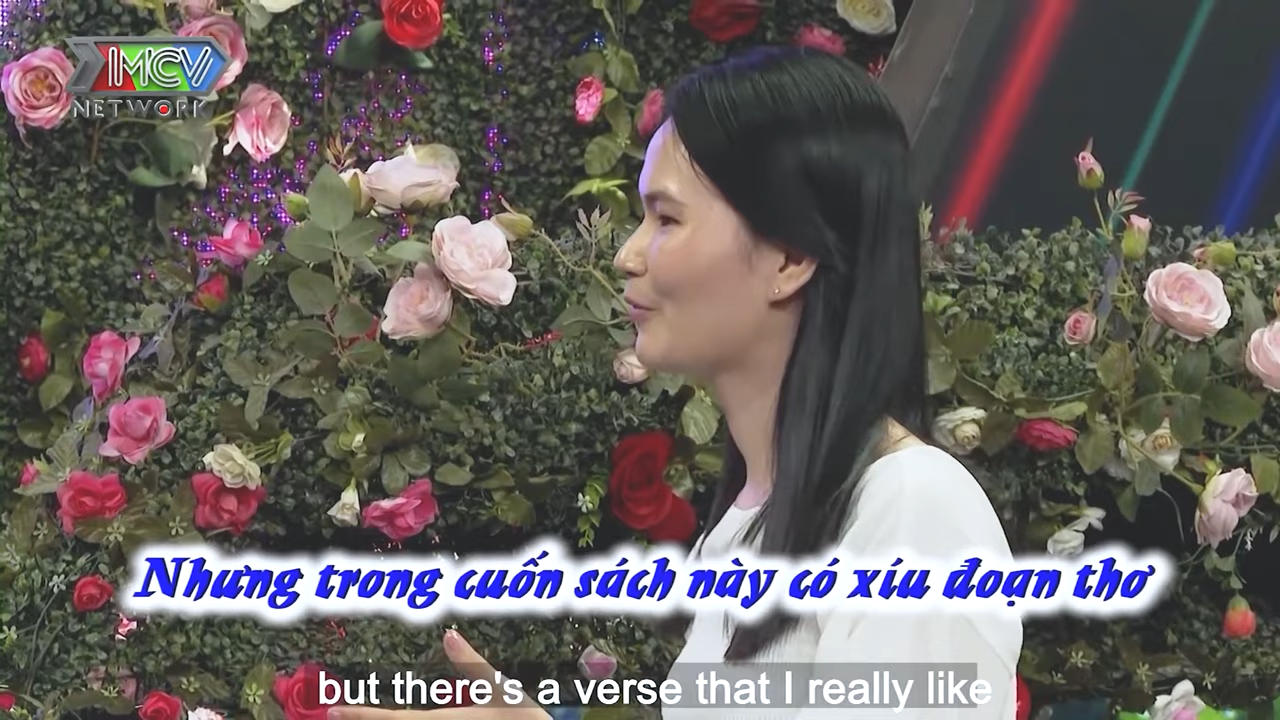 MCV
NETWORK
Nhưng trong cuốn sách này có xíu đoạn thơ
but there's a verse that I really like